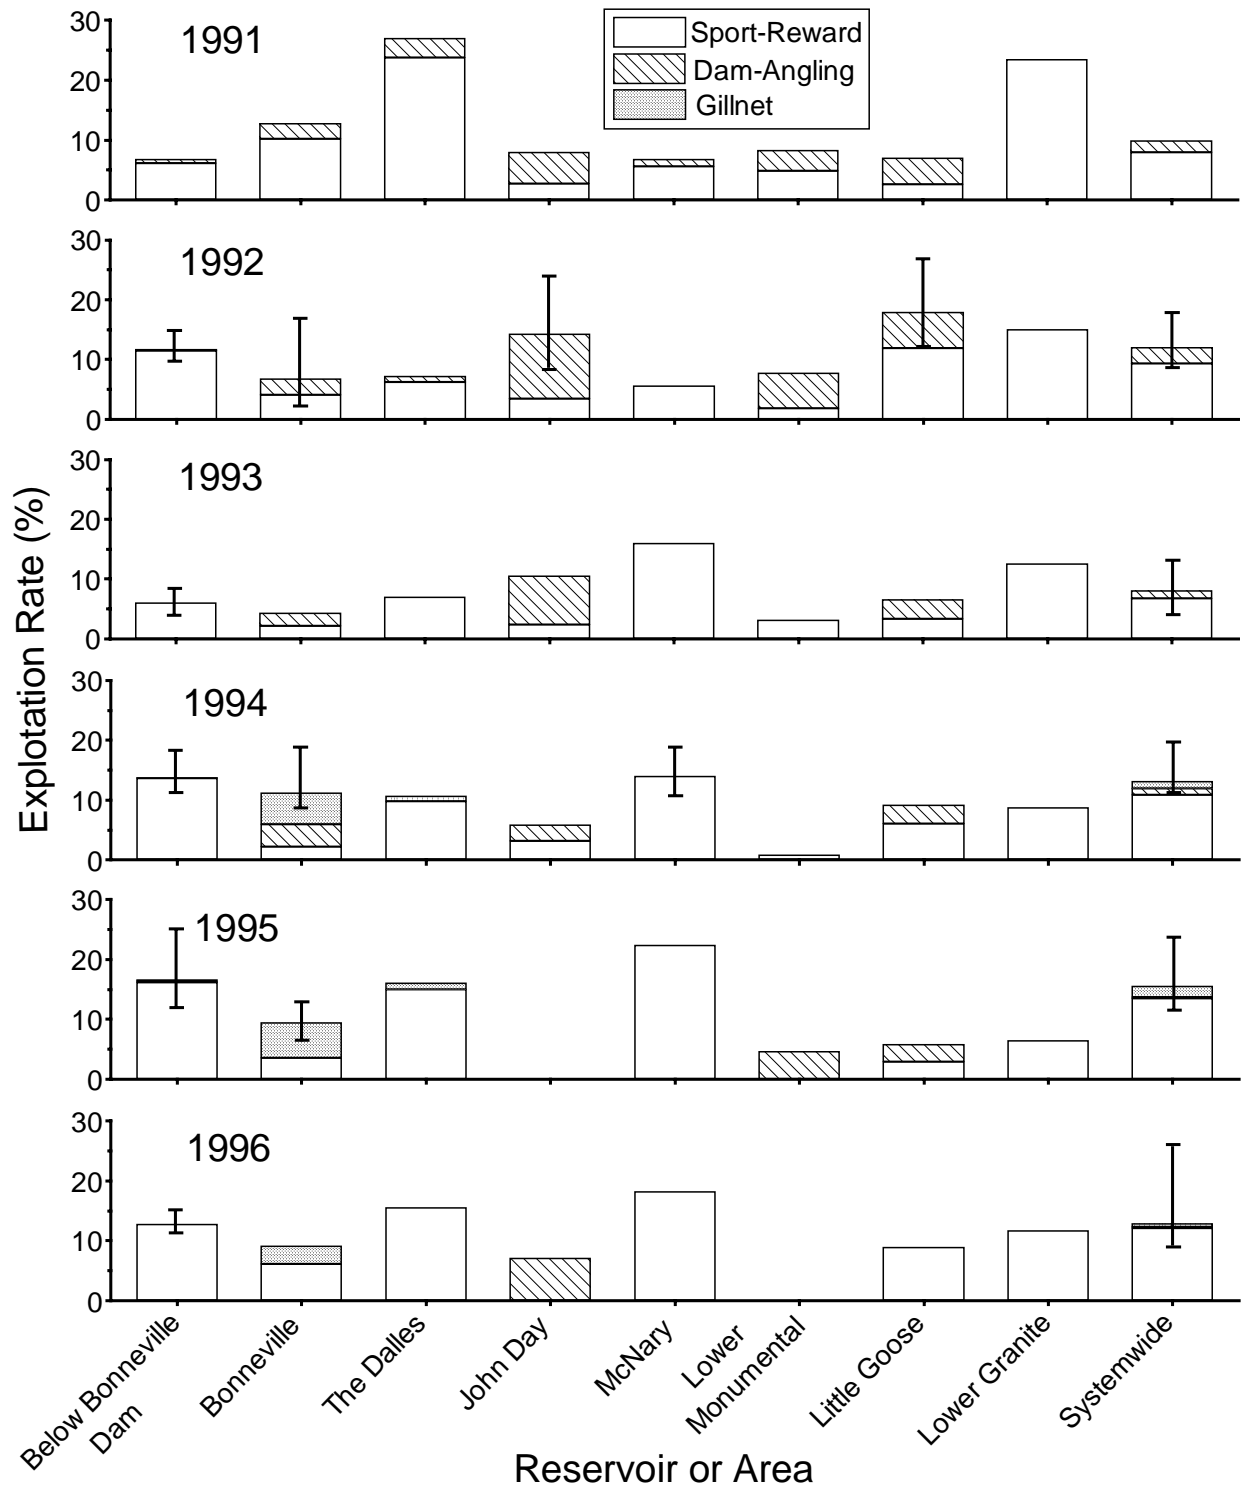 1991
Sport-Reward
Dam-Angling
Gillnet
30
20
10
0
1992
30
20
10
0
1993
30
20
10
0
1994
30
20
10
0
1995
30
20
10
0
1996
30
20
10
0
Explotation Rate (%)
Below Bonneville
Dam
Bonneville
The Dalles
John Day
McNary
Lower
Monumental
Little Goose
Lower Granite
Systemwide
Reservoir or Area